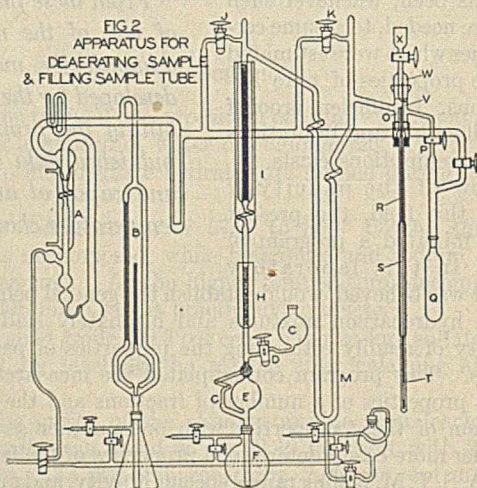 FIG 2
APPARATUS FOR
DEAERATING SAMPLE
& FILLING SAMPLE TUBE
J
K
X
W
V
O
P
I
A
B
R
S
H
C
D
Q
M
G
E
T
F